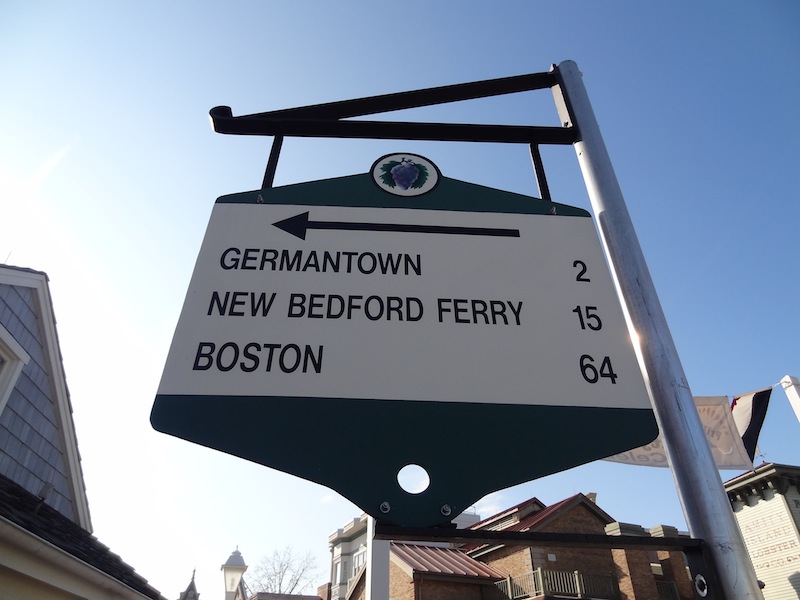 GERMANTOWN 2
NEW BEDFORD FERRY 15
BOSTON 64